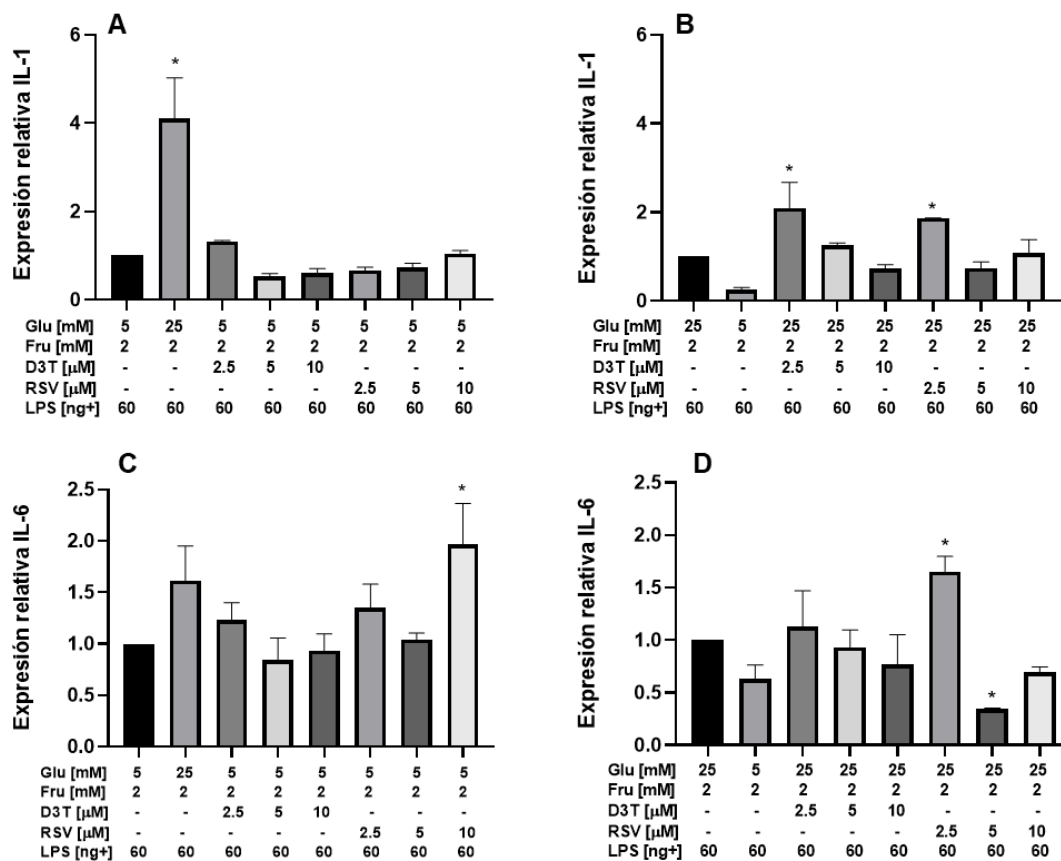 A
Expresión relativa IL-1
6
4
2
0
*
Glu [mM] 5 25 5 5 5 5 5 5
Fru [mM] 2 2 2 2 2 2 2 2
D3T [μM] - - 2.5 5 10 - - -
RSV [μM] - - - - - 2.5 5 10
LPS [ng+] 60 60 60 60 60 60 60 60
B
Expresión relativa IL-1
6
4
2
0
* *
Glu [mM] 25 5 25 25 25 25 25 25
Fru [mM] 2 2 2 2 2 2 2 2
D3T [μM] - - 2.5 5 10 - - -
RSV [μM] - - - - - 2.5 5 10
LPS [ng+] 60 60 60 60 60 60 60 60
C
Expresión relativa IL-6
2.5
2.0
1.5
1.0
0.5
0.0
*
Glu [mM] 5 25 5 5 5 5 5 5
Fru [mM] 2 2 2 2 2 2 2 2
D3T [μM] - - 2.5 5 10 - - -
RSV [μM] - - - - - 2.5 5 10
LPS [ng+] 60 60 60 60 60 60 60 60
D
Expresión relativa IL-6
2.5
2.0
1.5
1.0
0.5
0.0
*
*
Glu [mM] 25 5 25 25 25 25 25 25
Fru [mM] 2 2 2 2 2 2 2 2
D3T [μM] - - 2.5 5 10 - - -
RSV [μM] - - - - - 2.5 5 10
LPS [ng+] 60 60 60 60 60 60 60 60